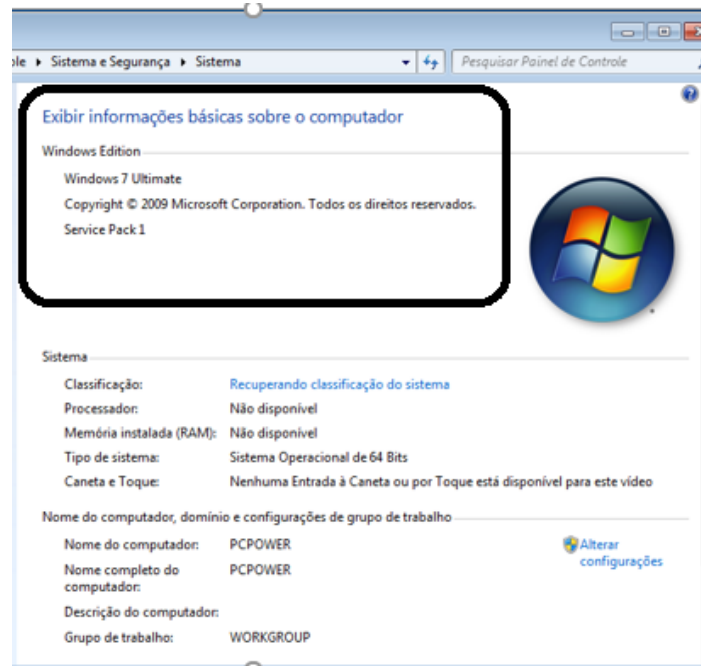 ole ▸ Sistema e Segurança ▸ Sistema
Pesquisar Painel de Controle
Exibir informações básicas sobre o computador
Windows Edition
Windows 7 Ultimate
Copyright © 2009 Microsoft Corporation. Todos os direitos reservados.
Service Pack 1
Sistema
Classificação: Recuperando classificação do sistema
Processador: Não disponível
Memória instalada (RAM): Não disponível
Tipo de sistema: Sistema Operacional de 64 Bits
Caneta e Toque: Nenhuma Entrada à Caneta ou por Toque está disponível para este vídeo
Nome do computador, domínio e configurações de grupo de trabalho
Nome do computador: PCPOWER Alterar
configurações
Nome completo do PCPOWER
computador:
Descrição do computador:
Grupo de trabalho: WORKGROUP